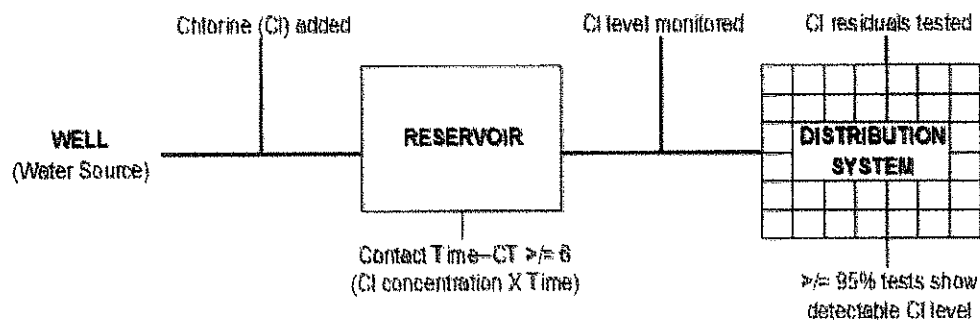 Chlorine (Cl) added
Cl level monitored
Cl residuals tested
WELL
(Water Source)
RESERVOIR
DISTRIBUTION
SYSTEM
Contact Time–CT >/= 6
(Cl concentration X Time)
>/= 95% tests show
detectable Cl level